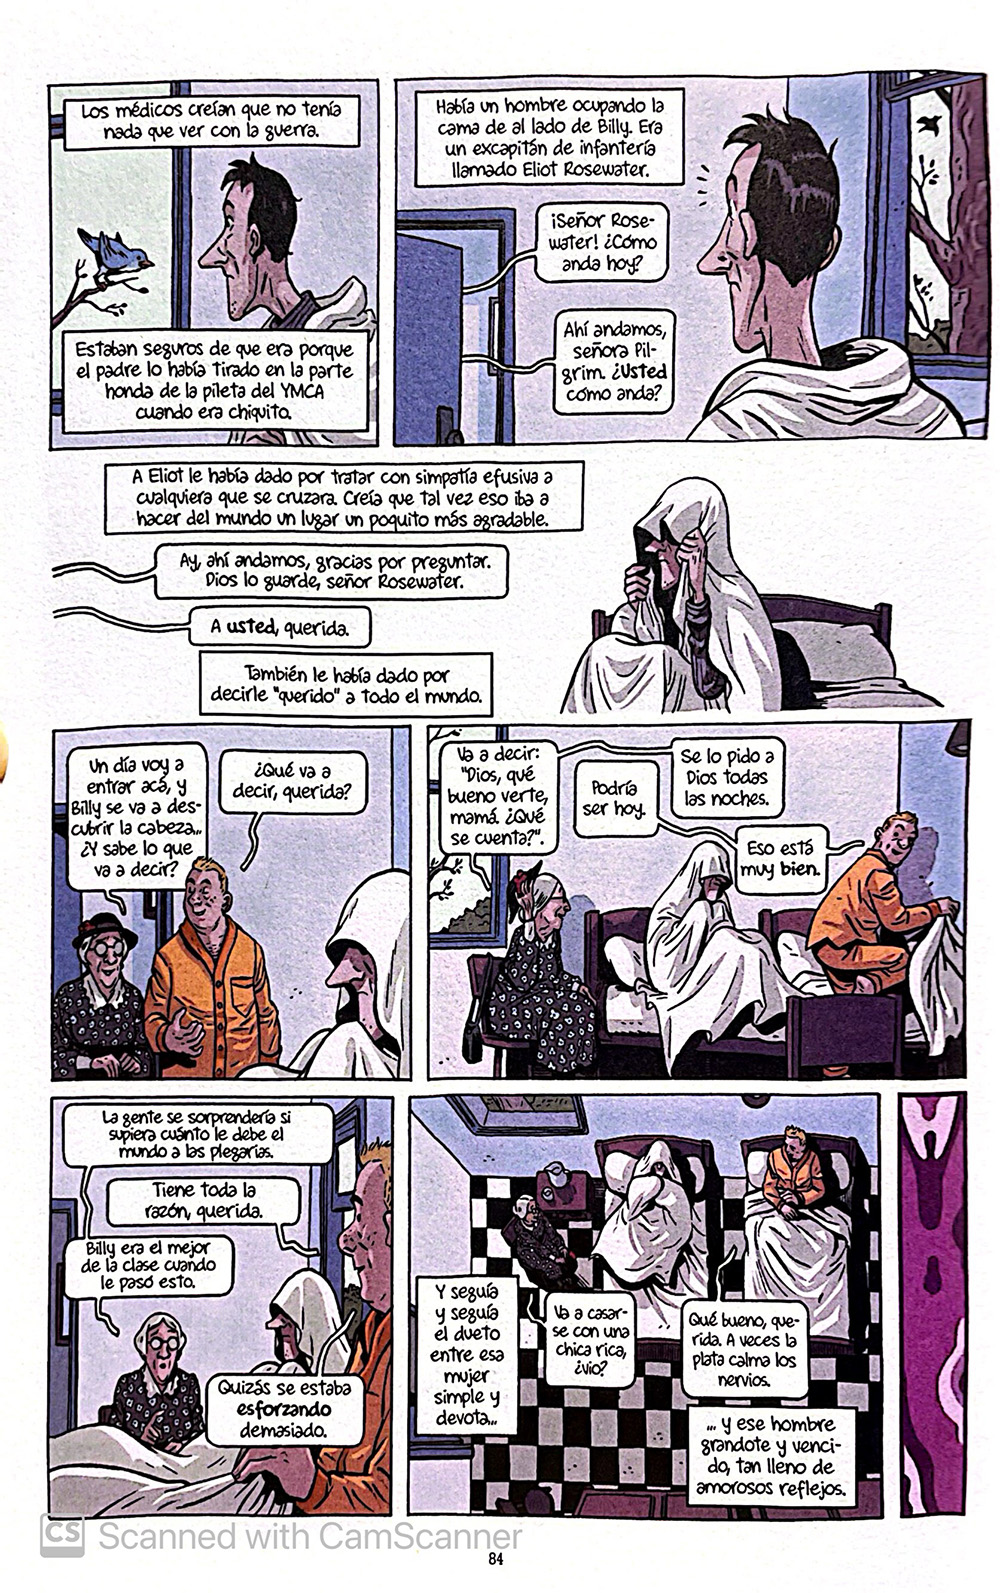 Los médicos creían que no tenía
nada que ver con la guerra.
Estaban seguros de que era porque
el padre lo había tirado en la parte
honda de la pileta del YMCA
cuando era chiquito.
Había un hombre ocupando la
cama de al lado de Billy. Era
un excapitán de infantería
llamado Eliot Rosewater.
¡Señor Rose-
water! ¿Cómo
anda hoy?
Ahí andamos,
señora Pil-
grim. ¿Usted
cómo anda?
A Eliot le había dado por tratar con simpatía efusiva a
cualquiera que se cruzara. Creía que tal vez eso iba a
hacer del mundo un lugar un poquito más agradable.
Ay, ahí andamos, gracias por preguntar.
Dios lo guarde, señor Rosewater.
A usted, querida.
También le había dado por
decirle "querido" a todo el mundo.
Un día voy a
entrar acá, y
Billy se va a des-
cubrir la cabeza...
¿Y sabe lo que
va a decir?
¿Qué va a
decir, querida?
Va a decir:
"Dios, qué
bueno verte,
mamá. ¿Qué
se cuenta?".
Podría
ser hoy.
Se lo pido a
Dios todas
las noches.
Eso está
muy bien.
La gente se sorprendería si
supiera cuánto le debe el
mundo a las plegarias.
Tiene toda la
razón, querida.
Billy era el mejor
de la clase cuando
le pasó esto.
Quizás se estaba
esforzando
demasiado.
Y seguía
y seguía
el dueto
entre esa
mujer
simple y
devota...
Va a casar-
se con una
chica rica,
¿vio?
Qué bueno, que-
rida. A veces la
plata calma los
nervios.
... y ese hombre
grandote y venci-
do, tan lleno de
amorosos reflejos.
CS Scanned with CamScanner
84